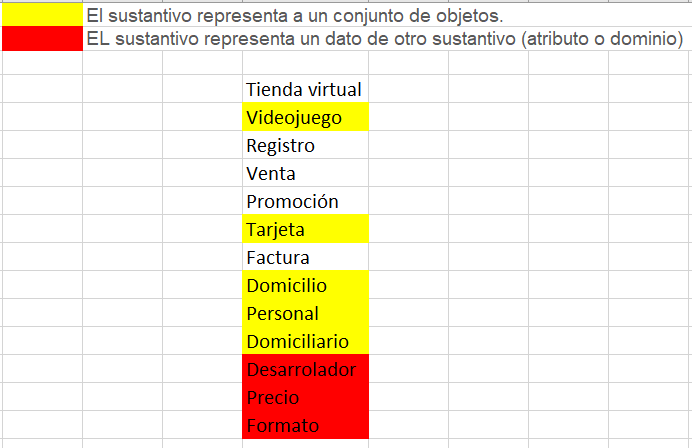 El sustantivo representa a un conjunto de objetos.
EL sustantivo representa un dato de otro sustantivo (atributo o dominio)
Tienda virtual
Videojuego
Registro
Venta
Promoción
Tarjeta
Factura
Domicilio
Personal
Domiciliario
Desarrolador
Precio
Formato